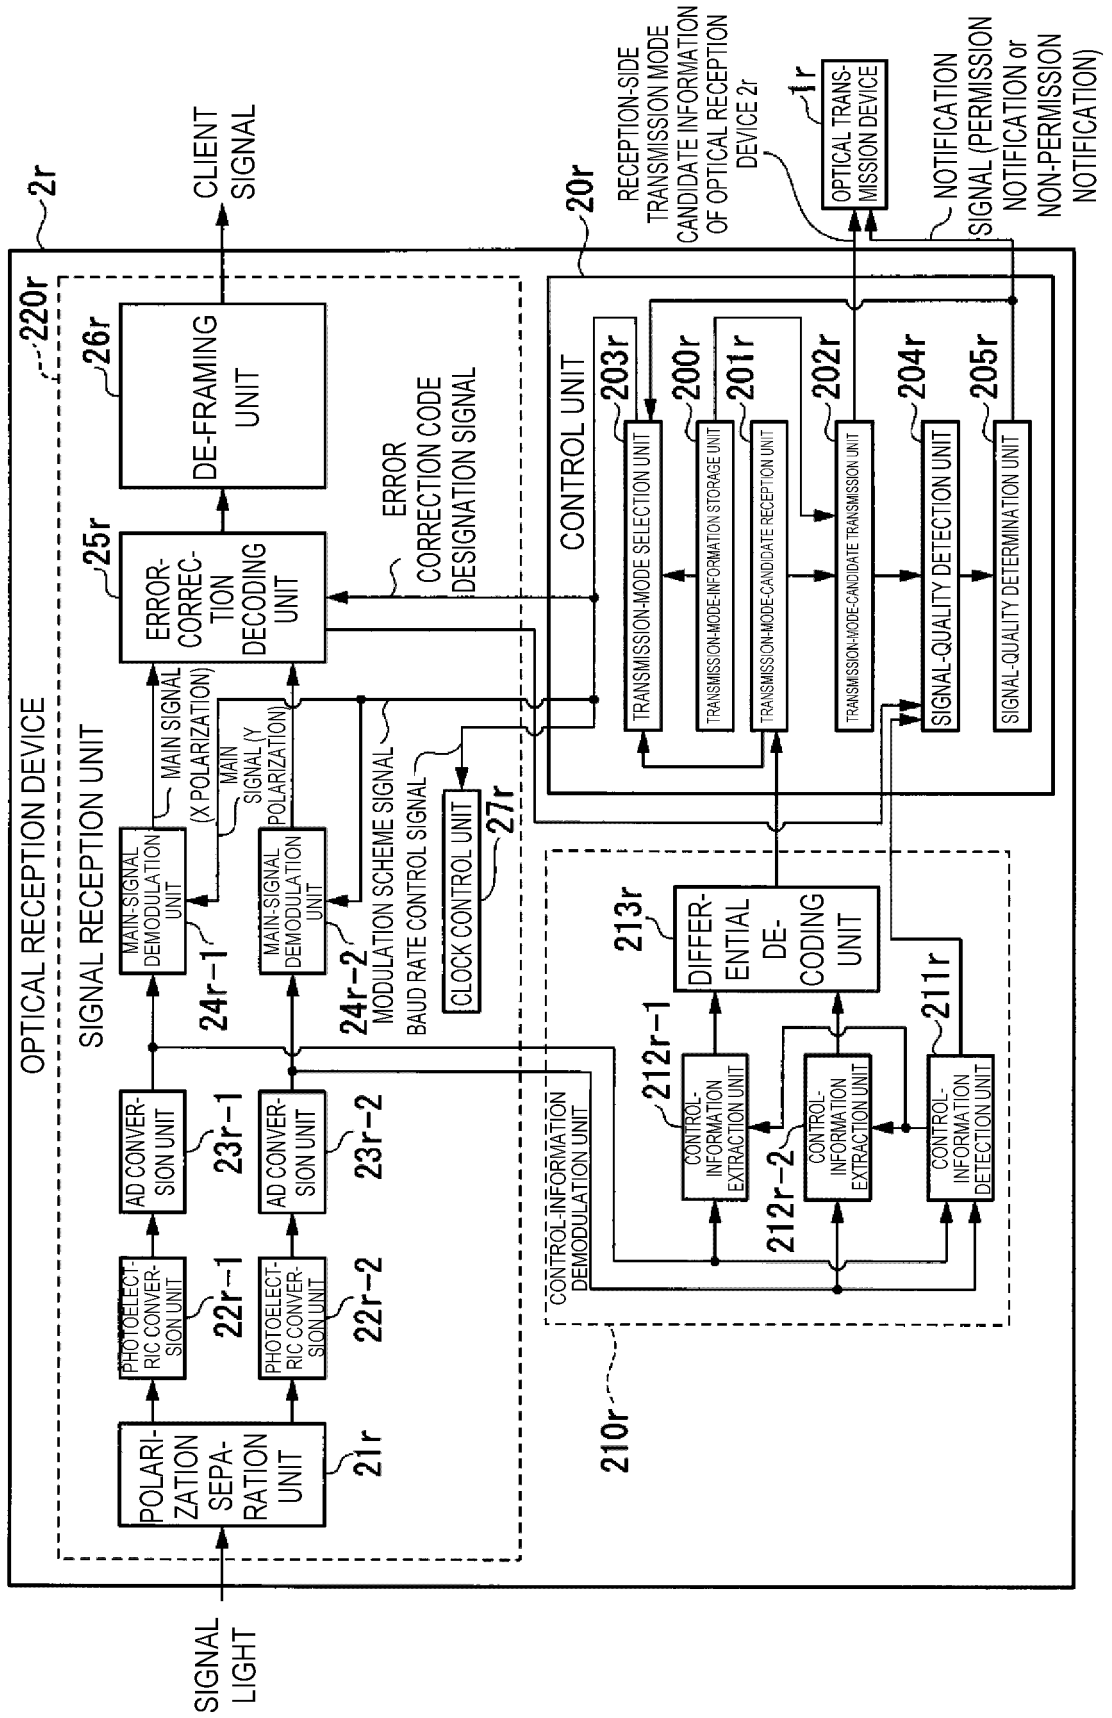 OPTICAL RECEPTION DEVICE
2r
SIGNAL RECEPTION UNIT
220r
SIGNAL
LIGHT
POLARI-
ZATION
SEPA-
RATION
UNIT
21r
PHOTOELECT-
RIC CONVER-
SION UNIT
22r-1
PHOTOELECT-
RIC CONVER-
SION UNIT
22r-2
AD CONVER-
SION UNIT
23r-1
AD CONVER-
SION UNIT
23r-2
MAIN-SIGNAL
DEMODULATION
UNIT
24r-1
MAIN-SIGNAL
DEMODULATION
UNIT
24r-2
MAIN SIGNAL
(X POLARIZATION)
MAIN
SIGNAL (Y
POLARIZATION)
ERROR-
CORREC-
TION
DECODING
UNIT
25r
DE-FRAMING
UNIT
26r
CLIENT
SIGNAL
ERROR
CORRECTION CODE
DESIGNATION SIGNAL
MODULATION SCHEME SIGNAL
BAUD RATE CONTROL SIGNAL
CLOCK CONTROL UNIT
27r
CONTROL-INFORMATION
DEMODULATION UNIT
210r
CONTROL-
INFORMATION
EXTRACTION UNIT
212r-1
CONTROL-
INFORMATION
EXTRACTION UNIT
212r-2
CONTROL-
INFORMATION
DETECTION UNIT
211r
DIFFER-
ENTIAL
DE-
CODING
UNIT
213r
CONTROL UNIT
20r
TRANSMISSION-MODE SELECTION UNIT
203r
TRANSMISSION-MODE-INFORMATION STORAGE UNIT
200r
TRANSMISSION-MODE-CANDIDATE RECEPTION UNIT
201r
TRANSMISSION-MODE-CANDIDATE TRANSMISSION UNIT
202r
SIGNAL-QUALITY DETECTION UNIT
204r
SIGNAL-QUALITY DETERMINATION UNIT
205r
RECEPTION-SIDE
TRANSMISSION MODE
CANDIDATE INFORMATION
OF OPTICAL RECEPTION
DEVICE 2r
OPTICAL TRANS-
MISSION DEVICE
1r
NOTIFICATION
SIGNAL (PERMISSION
NOTIFICATION or
NON-PERMISSION
NOTIFICATION)